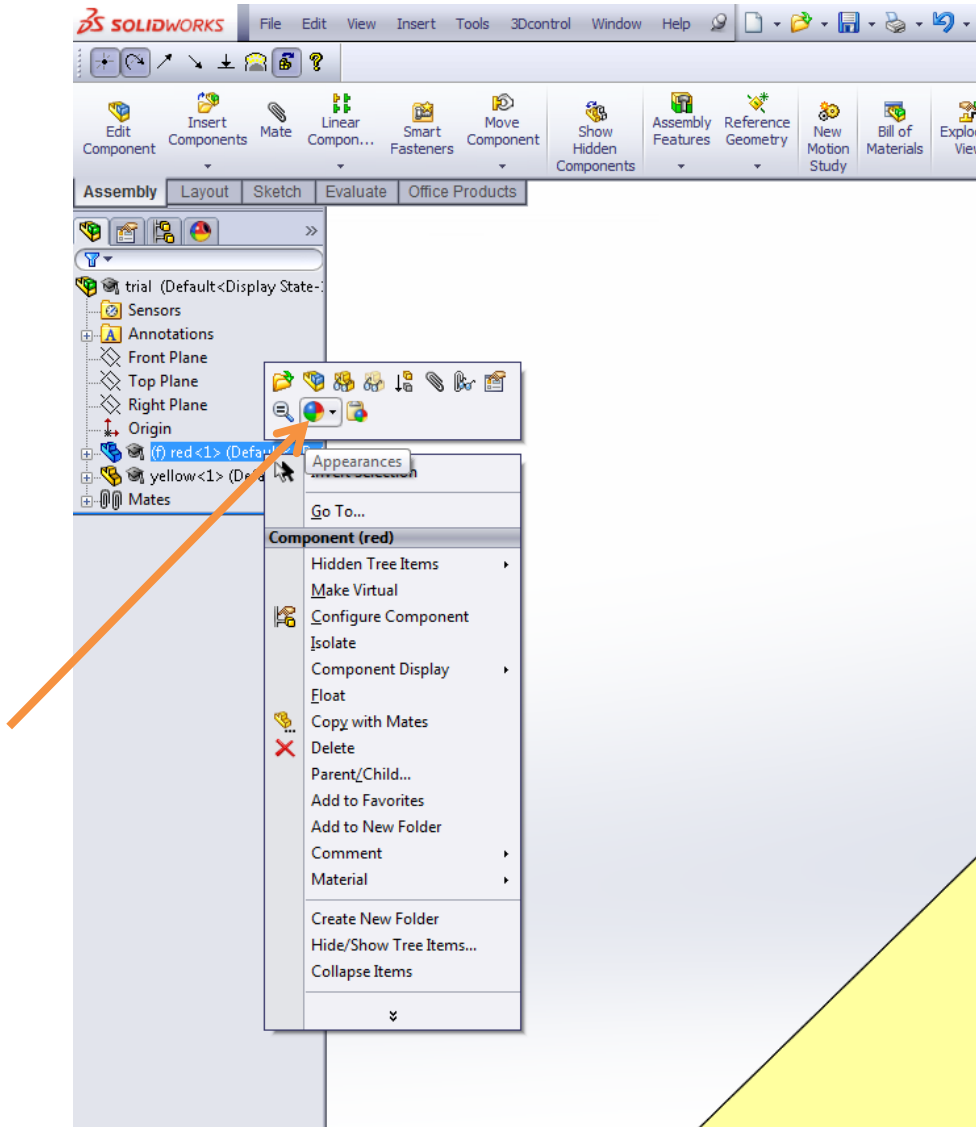 SOLIDWORKS File Edit View Insert Tools 3Dcontrol Window Help
Edit Component
Insert Components
Mate
Linear Compon...
Smart Fasteners
Move Component
Show Hidden Components
Assembly Features
Reference Geometry
New Motion Study
Bill of Materials
Assembly Layout Sketch Evaluate Office Products
trial (Default<Display State-
Sensors
A Annotations
Front Plane
Top Plane
Right Plane
Origin
(f) red<1> (Default
yellow<1> (Defa
Mates
Appearances
Invert Selection
Go To...
Component (red)
Hidden Tree Items
Make Virtual
Configure Component
Isolate
Component Display
Float
Copy with Mates
Delete
Parent/Child...
Add to Favorites
Add to New Folder
Comment
Material
Create New Folder
Hide/Show Tree Items...
Collapse Items